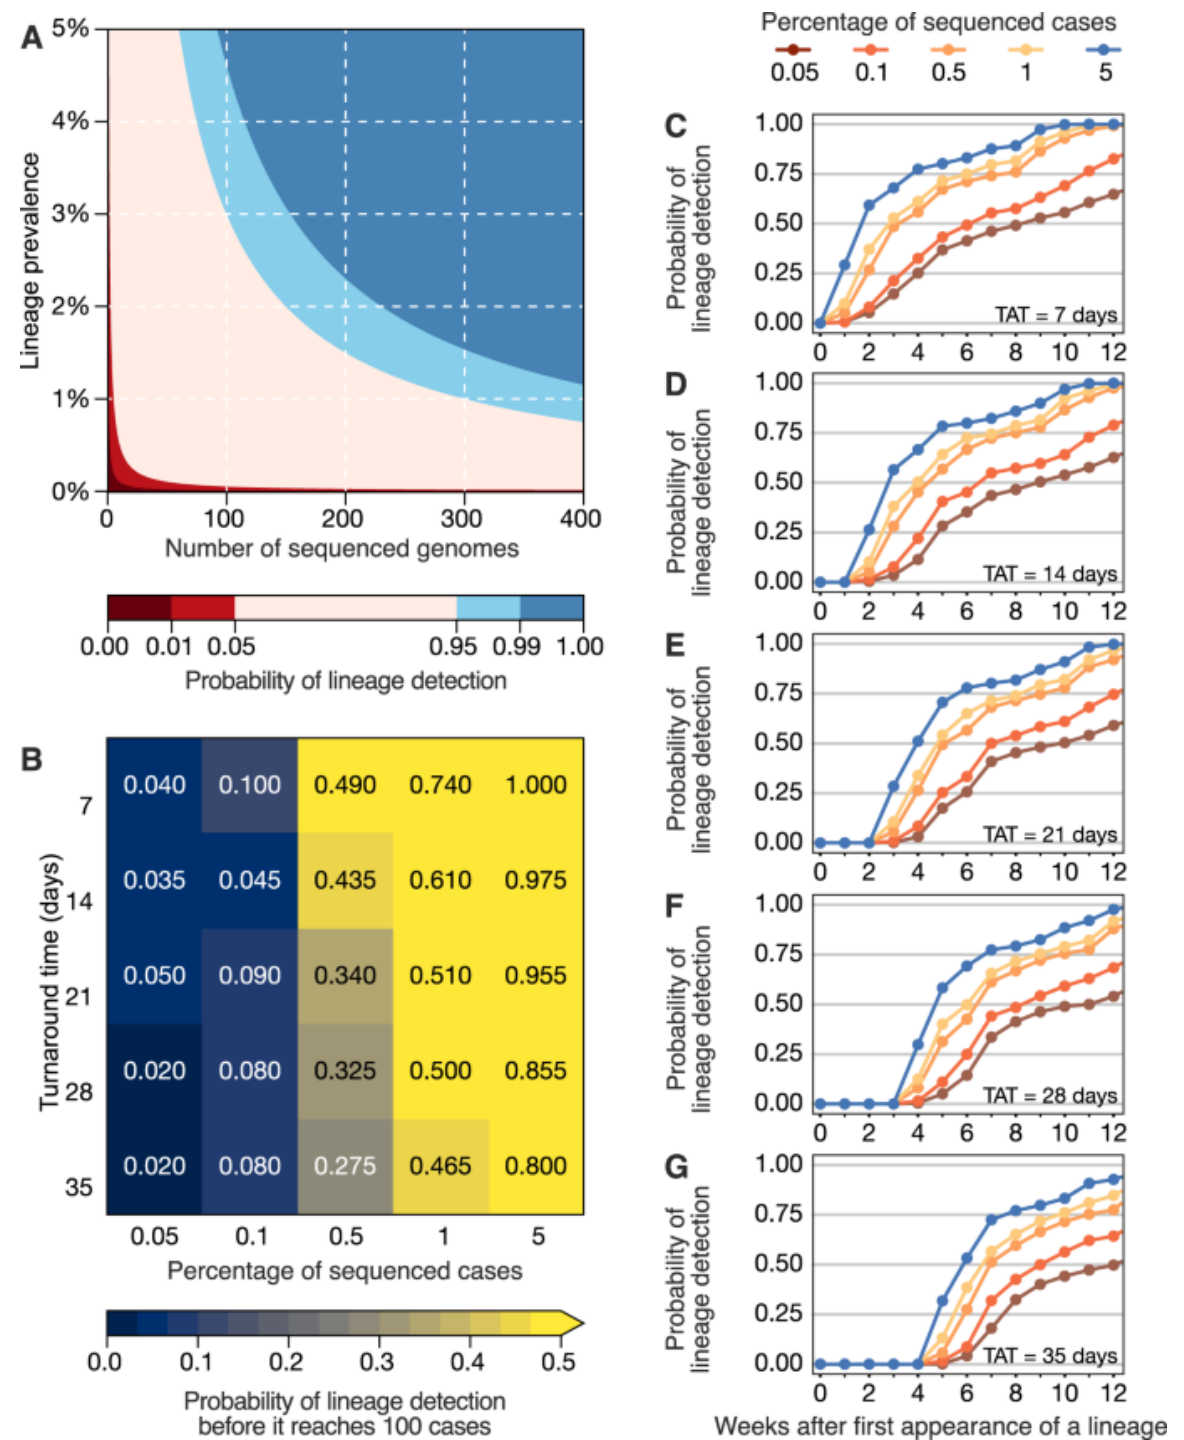 A
5%
4%
3%
2%
1%
0%
Lineage prevalence
0 100 200 300 400
Number of sequenced genomes
0.00 0.01 0.05 0.95 0.99 1.00
Probability of lineage detection
B
Turnaround time (days)
7 0.040 0.100 0.490 0.740 1.000
14 0.035 0.045 0.435 0.610 0.975
21 0.050 0.090 0.340 0.510 0.955
28 0.020 0.080 0.325 0.500 0.855
35 0.020 0.080 0.275 0.465 0.800
0.05 0.1 0.5 1 5
Percentage of sequenced cases
0.0 0.1 0.2 0.3 0.4 0.5
Probability of lineage detection
before it reaches 100 cases
Percentage of sequenced cases
0.05 0.1 0.5 1 5
C
Probability of
lineage detection
1.00
0.75
0.50
0.25
0.00
TAT = 7 days
0 2 4 6 8 10 12
D
Probability of
lineage detection
1.00
0.75
0.50
0.25
0.00
TAT = 14 days
0 2 4 6 8 10 12
E
Probability of
lineage detection
1.00
0.75
0.50
0.25
0.00
TAT = 21 days
0 2 4 6 8 10 12
F
Probability of
lineage detection
1.00
0.75
0.50
0.25
0.00
TAT = 28 days
0 2 4 6 8 10 12
G
Probability of
lineage detection
1.00
0.75
0.50
0.25
0.00
TAT = 35 days
0 2 4 6 8 10 12
Weeks after first appearance of a lineage